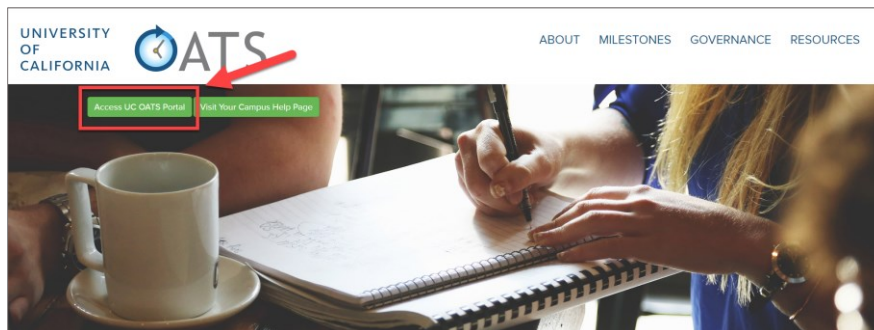 UNIVERSITY
OF
CALIFORNIA
OATS
ABOUT MILESTONES GOVERNANCE RESOURCES
Access UC OATS Portal Visit Your Campus Help Page